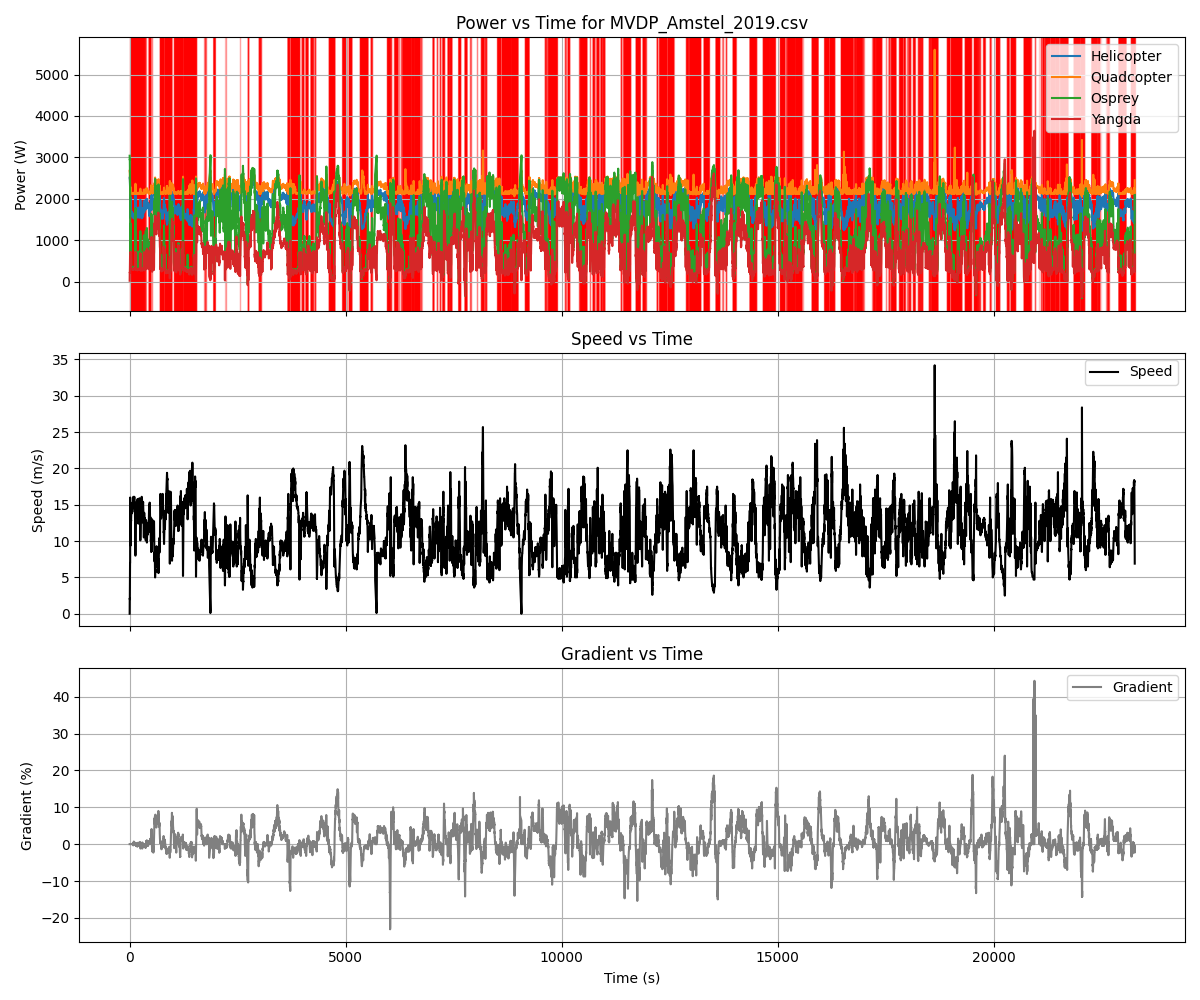 Power vs Time for MVDP_Amstel_2019.csv
5000
4000
3000
2000
1000
0
Power (W)
Helicopter
Quadcopter
Osprey
Yangda
Speed vs Time
35
30
25
20
15
10
5
0
Speed (m/s)
Speed
Gradient vs Time
40
30
20
10
0
−10
−20
Gradient (%)
Gradient
0 5000 10000 15000 20000
Time (s)